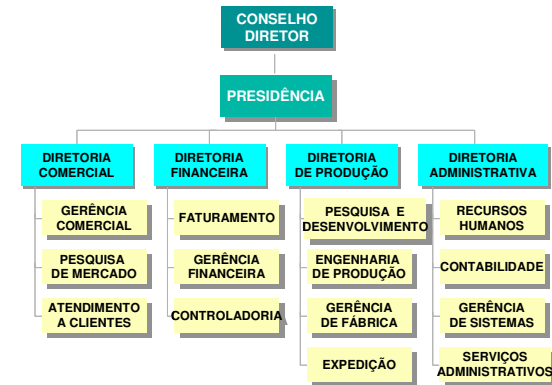 CONSELHO
DIRETOR
PRESIDÊNCIA
DIRETORIA
COMERCIAL
DIRETORIA
FINANCEIRA
DIRETORIA
DE PRODUÇÃO
DIRETORIA
ADMINISTRATIVA
GERÊNCIA
COMERCIAL
PESQUISA
DE MERCADO
ATENDIMENTO
A CLIENTES
FATURAMENTO
GERÊNCIA
FINANCEIRA
CONTROLADORIA
PESQUISA E
DESENVOLVIMENTO
ENGENHARIA
DE PRODUÇÃO
GERÊNCIA
DE FÁBRICA
EXPEDIÇÃO
RECURSOS
HUMANOS
CONTABILIDADE
GERÊNCIA
DE SISTEMAS
SERVIÇOS
ADMINISTRATIVOS